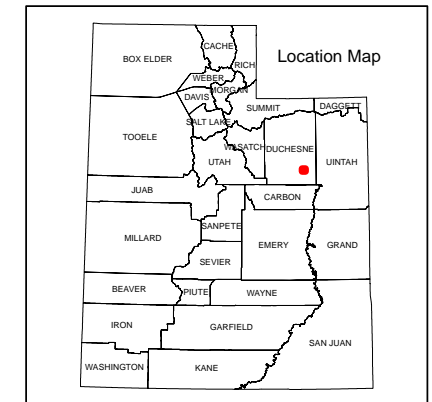 Location Map
BOX ELDER
CACHE
RICH
WEBER
MORGAN
DAVIS
SUMMIT
DAGGETT
SALT LAKE
TOOELE
WASATCH
DUCHESNE
UTAH
UINTAH
JUAB
CARBON
SANPETE
MILLARD
EMERY
GRAND
SEVIER
BEAVER
PIUTE
WAYNE
IRON
GARFIELD
SAN JUAN
WASHINGTON
KANE